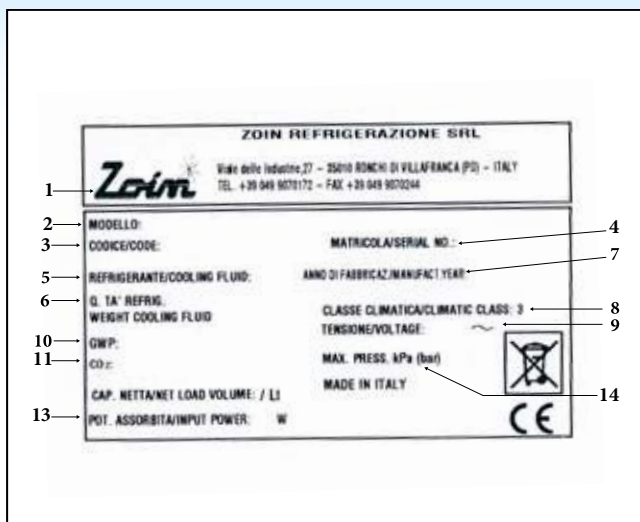 ZOIN REFRIGERAZIONE SRL
Zoin
Viale delle Industrie,27 – 35010 RONCHI DI VILLAFRANCA (PD) – ITALY
TEL. +39 049 9070172 – FAX +39 049 9070244
1
2 MODELLO:
3 CODICE/CODE: MATRICOLA/SERIAL NO.: 4
5 REFRIGERANTE/COOLING FLUID: ANNO DI FABBRICAZ/MANUFACT.YEAR: 7
6 Q. TA' REFRIG.
WEIGHT COOLING FLUID
CLASSE CLIMATICA/CLIMATIC CLASS: 3 8
TENSIONE/VOLTAGE: ~ 9
10 GWP:
11 CO2:
MAX. PRESS. kPa (bar) 14
CAP. NETTA/NET LOAD VOLUME: / Lt
MADE IN ITALY
13 POT. ASSORBITA/INPUT POWER: W
CE